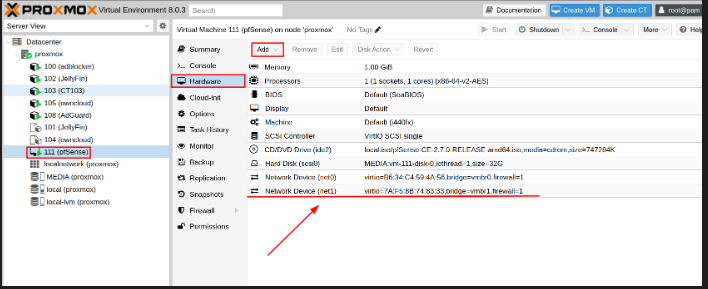 PROXMOX Virtual Environment 8.0.3 Search Documentation Create VM Create CT root@pam
Server View
Virtual Machine 111 (pfSense) on node 'proxmox' No Tags Start Shutdown Console More Help
Datacenter
proxmox
100 (adblocker)
102 (JellyFin)
103 (CT103)
105 (owncloud)
108 (AdGuard)
101 (JellyFin)
104 (owncloud)
111 (pfSense)
localnetwork (proxmox)
MEDIA (proxmox)
local (proxmox)
local-lvm (proxmox)
Summary
>_ Console
Hardware
Cloud-Init
Options
Task History
Monitor
Backup
Replication
Snapshots
Firewall
Permissions
Add Remove Edit Disk Action Revert
Memory 1.00 GiB
Processors 1 (1 sockets, 1 cores) [x86-64-v2-AES]
BIOS Default (SeaBIOS)
Display Default
Machine Default (i440fx)
SCSI Controller VirtIO SCSI single
CD/DVD Drive (ide2) local:iso/pfSense-CE-2.7.0-RELEASE-amd64.iso,media=cdrom,size=747284K
Hard Disk (scsi0) MEDIA:vm-111-disk-0,iothread=1,size=32G
Network Device (net0) virtio=B6:34:C4:59:4A:56,bridge=vmbr0,firewall=1
Network Device (net1) virtio=7A:F5:8B:74:83:33,bridge=vmbr1,firewall=1